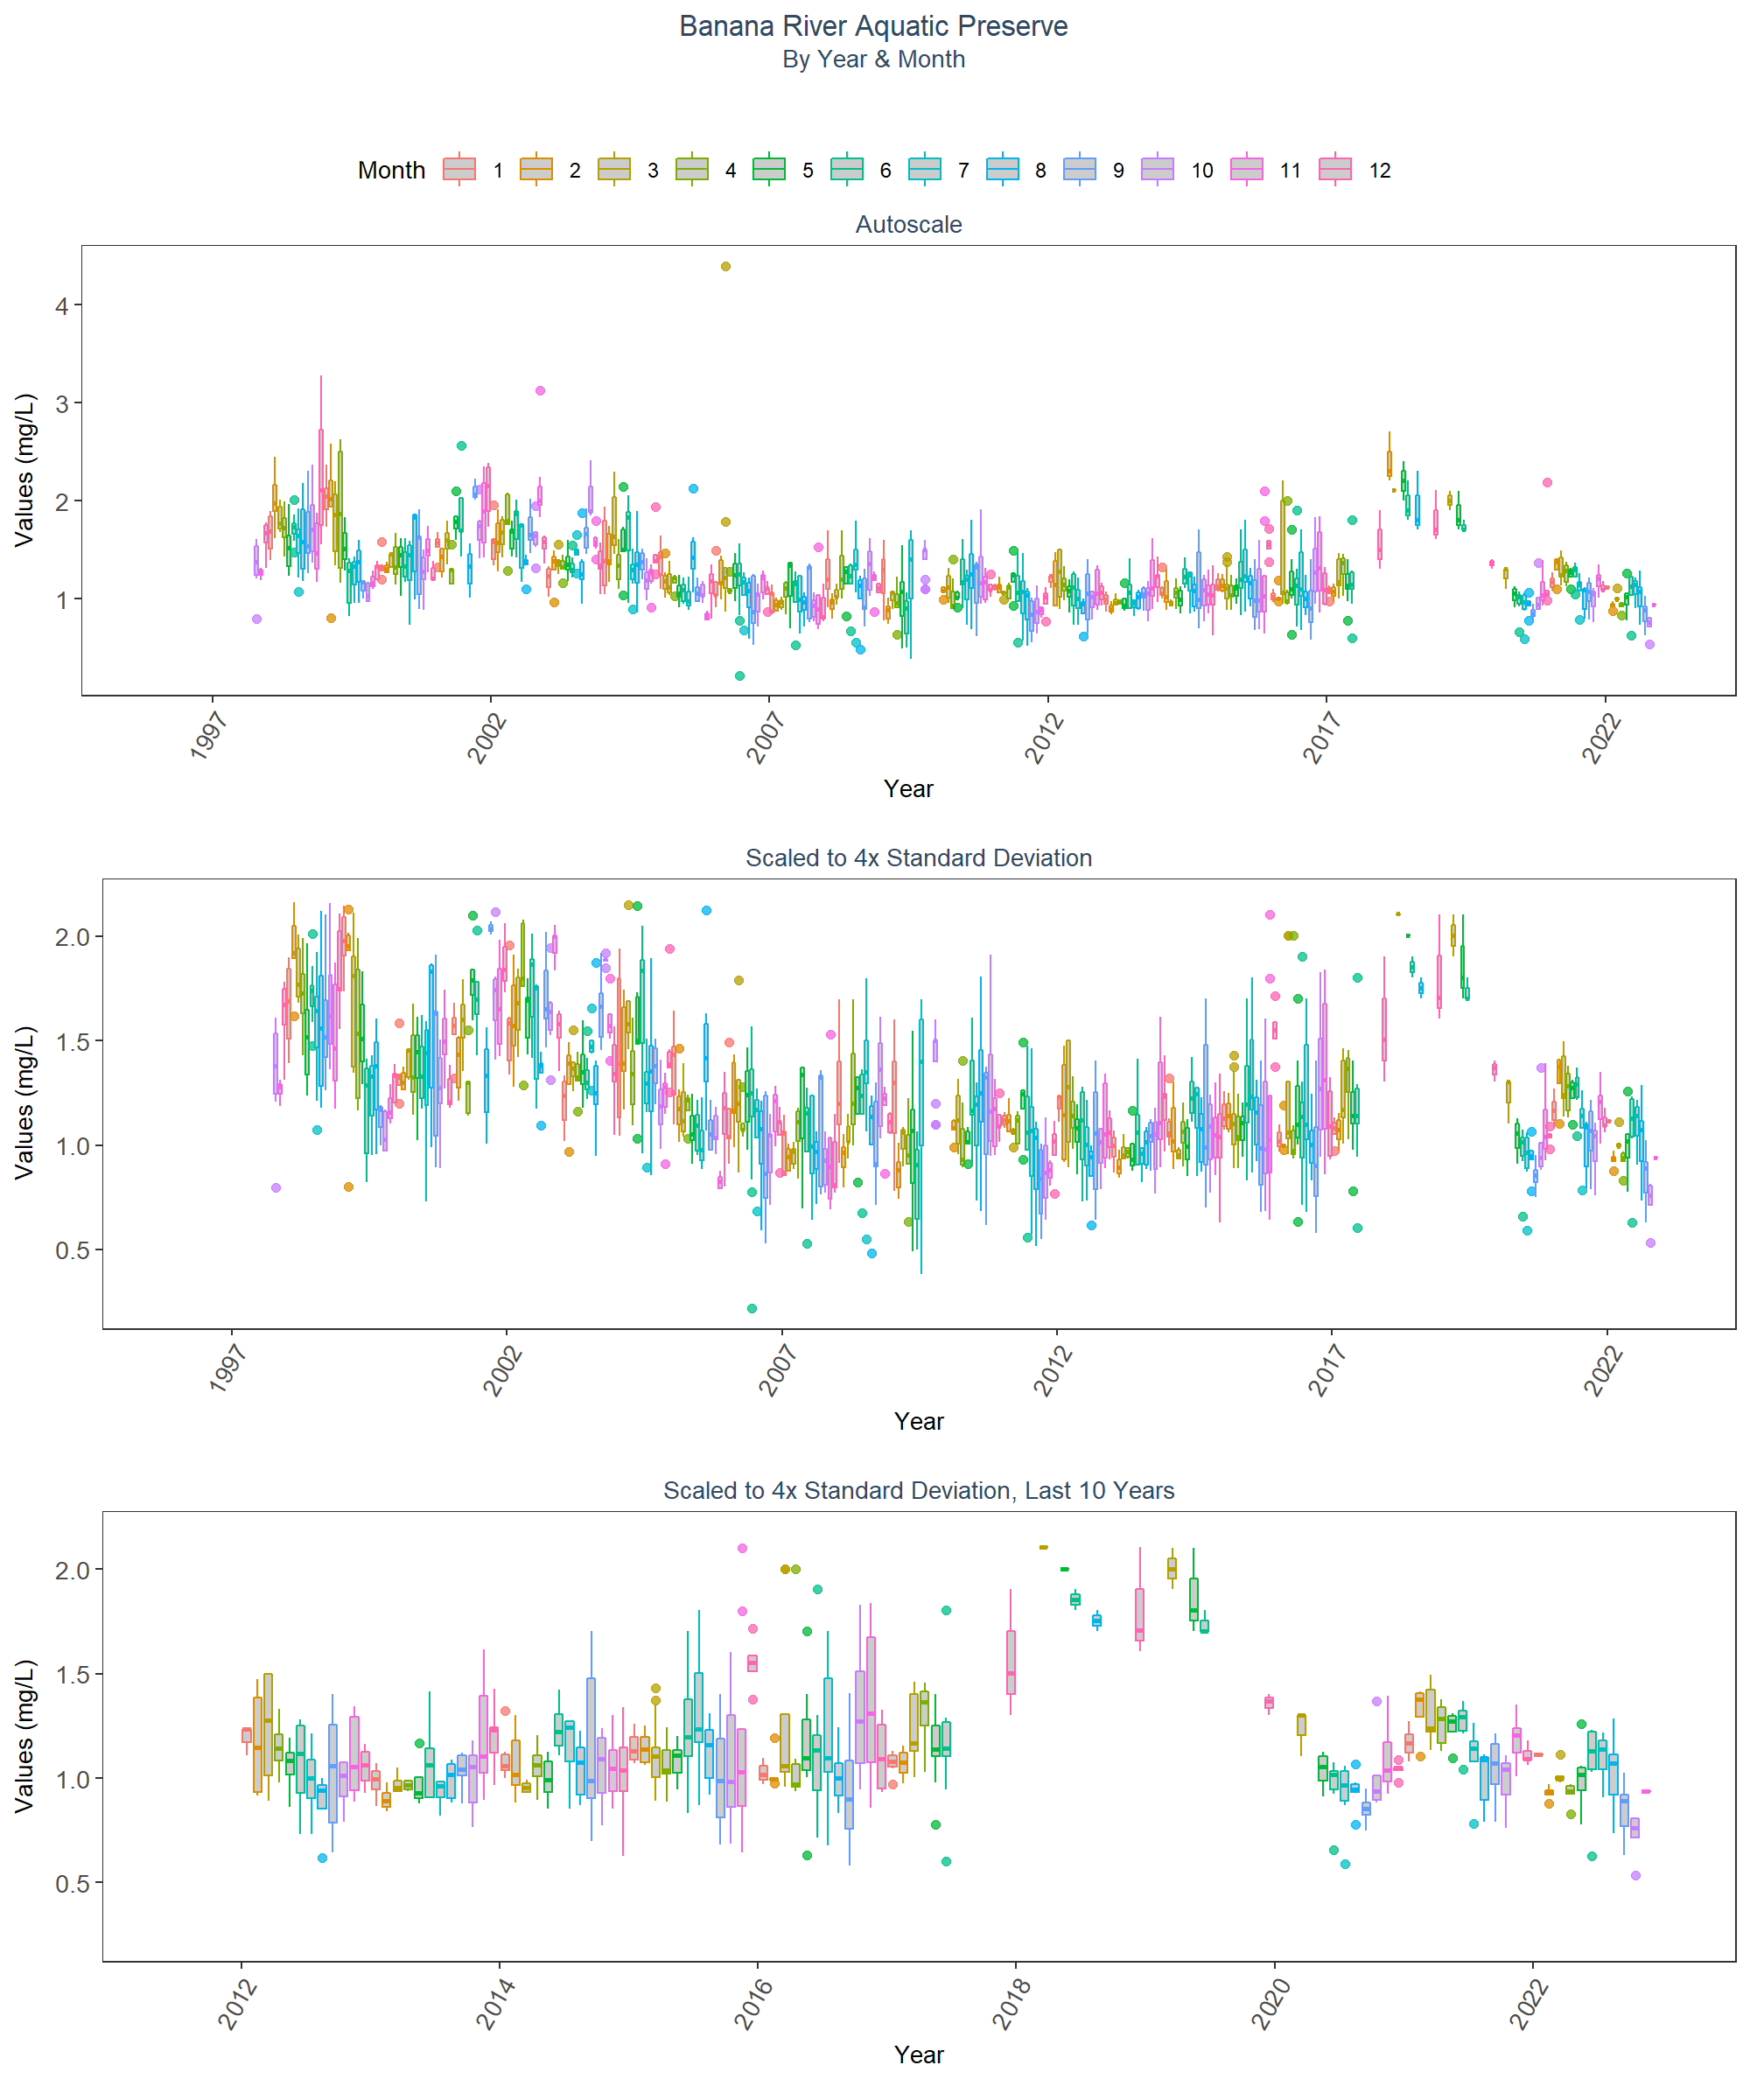 Banana River Aquatic Preserve
By Year & Month
Month 1 2 3 4 5 6 7 8 9 10 11 12
Autoscale
Values (mg/L)
4
3
2
1
1997 2002 2007 2012 2017 2022
Year
Scaled to 4x Standard Deviation
Values (mg/L)
2.0
1.5
1.0
0.5
1997 2002 2007 2012 2017 2022
Year
Scaled to 4x Standard Deviation, Last 10 Years
Values (mg/L)
2.0
1.5
1.0
0.5
2012 2014 2016 2018 2020 2022
Year